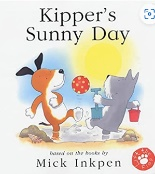 Kipper's
Sunny Day
based on the books by
Mick Inkpen